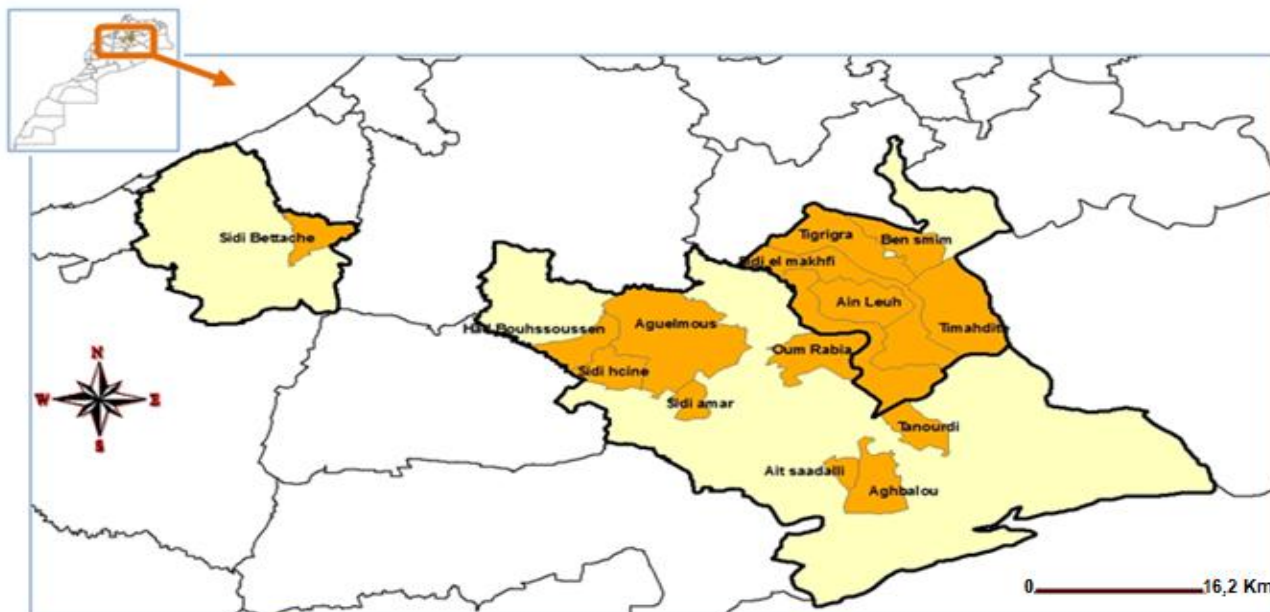 Sidi Bettache
Tigrigra
Ben smim
Sidi el makhfi
Ain Leuh
Timahdite
Had Bouhssoussen
Aguelmous
Oum Rabia
Sidi hcine
Sidi amar
Tanourdi
Ait saadalli
Aghbalou
N
W
E
S
0
16,2 Km